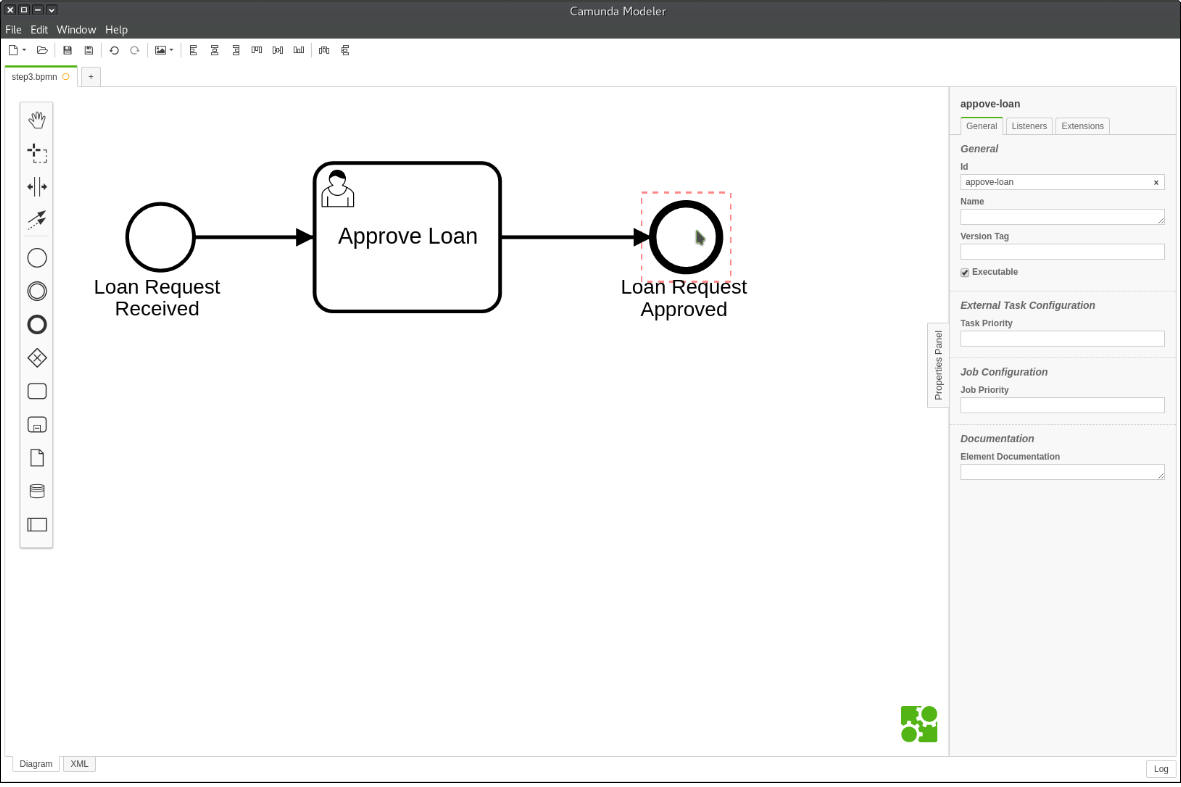 Camunda Modeler
File Edit Window Help
step3.bpmn
+
Loan Request
Received
Approve Loan
Loan Request
Approved
Properties Panel
appove-loan
General Listeners Extensions
General
Id
appove-loan x
Name
Version Tag
Executable
External Task Configuration
Task Priority
Job Configuration
Job Priority
Documentation
Element Documentation
Diagram XML
Log